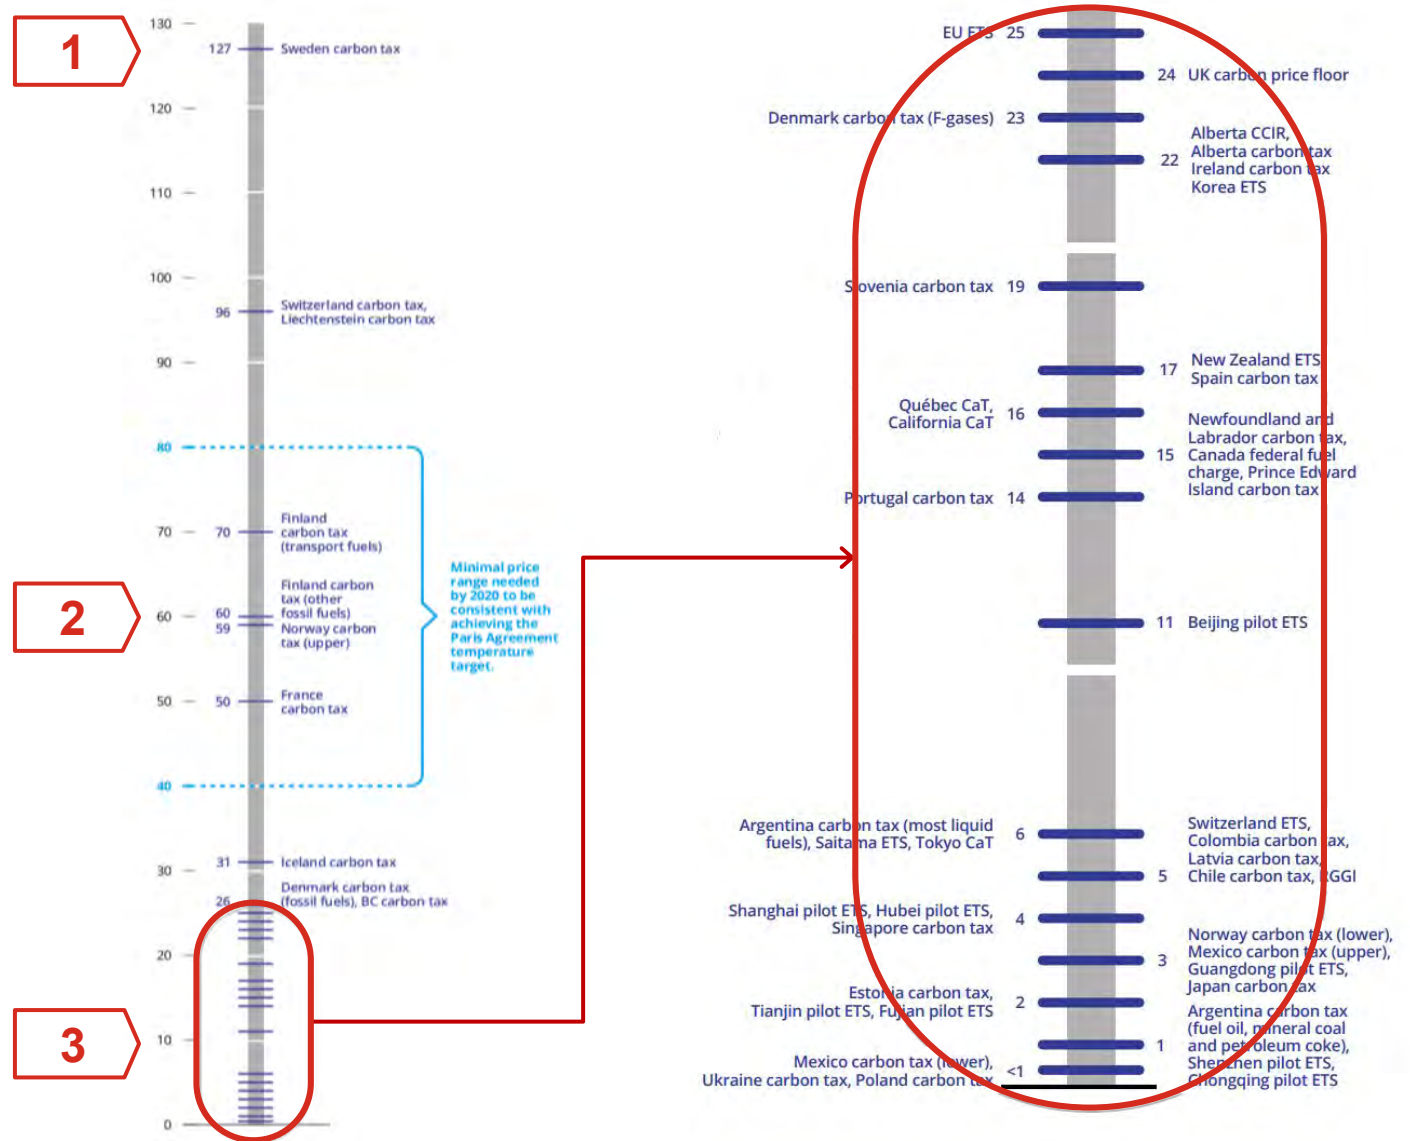 1
2
3
130
120
110
100
90
80
70
60
50
40
30
20
10
0
127 Sweden carbon tax
96 Switzerland carbon tax,
Liechtenstein carbon tax
70 Finland
carbon tax
(transport fuels)
60 Finland carbon
tax (other
fossil fuels)
59 Norway carbon
tax (upper)
50 France
carbon tax
31 Iceland carbon tax
26 Denmark carbon tax
(fossil fuels), BC carbon tax
Minimal price
range needed
by 2020 to be
consistent with
achieving the
Paris Agreement
temperature
target.
EU ETS 25
24 UK carbon price floor
Denmark carbon tax (F-gases) 23
22 Alberta CCIR,
Alberta carbon tax
Ireland carbon tax
Korea ETS
Slovenia carbon tax 19
17 New Zealand ETS
Spain carbon tax
Québec CaT,
California CaT 16
15 Newfoundland and
Labrador carbon tax,
Canada federal fuel
charge, Prince Edward
Island carbon tax
Portugal carbon tax 14
11 Beijing pilot ETS
Argentina carbon tax (most liquid
fuels), Saitama ETS, Tokyo CaT 6
5 Switzerland ETS,
Colombia carbon tax,
Latvia carbon tax,
Chile carbon tax, RGGI
Shanghai pilot ETS, Hubei pilot ETS,
Singapore carbon tax 4
3 Norway carbon tax (lower),
Mexico carbon tax (upper),
Guangdong pilot ETS,
Japan carbon tax
Estonia carbon tax,
Tianjin pilot ETS, Fujian pilot ETS 2
1 Argentina carbon tax
(fuel oil, mineral coal
and petroleum coke),
Shenzhen pilot ETS,
Chongqing pilot ETS
Mexico carbon tax (lower),
Ukraine carbon tax, Poland carbon tax <1